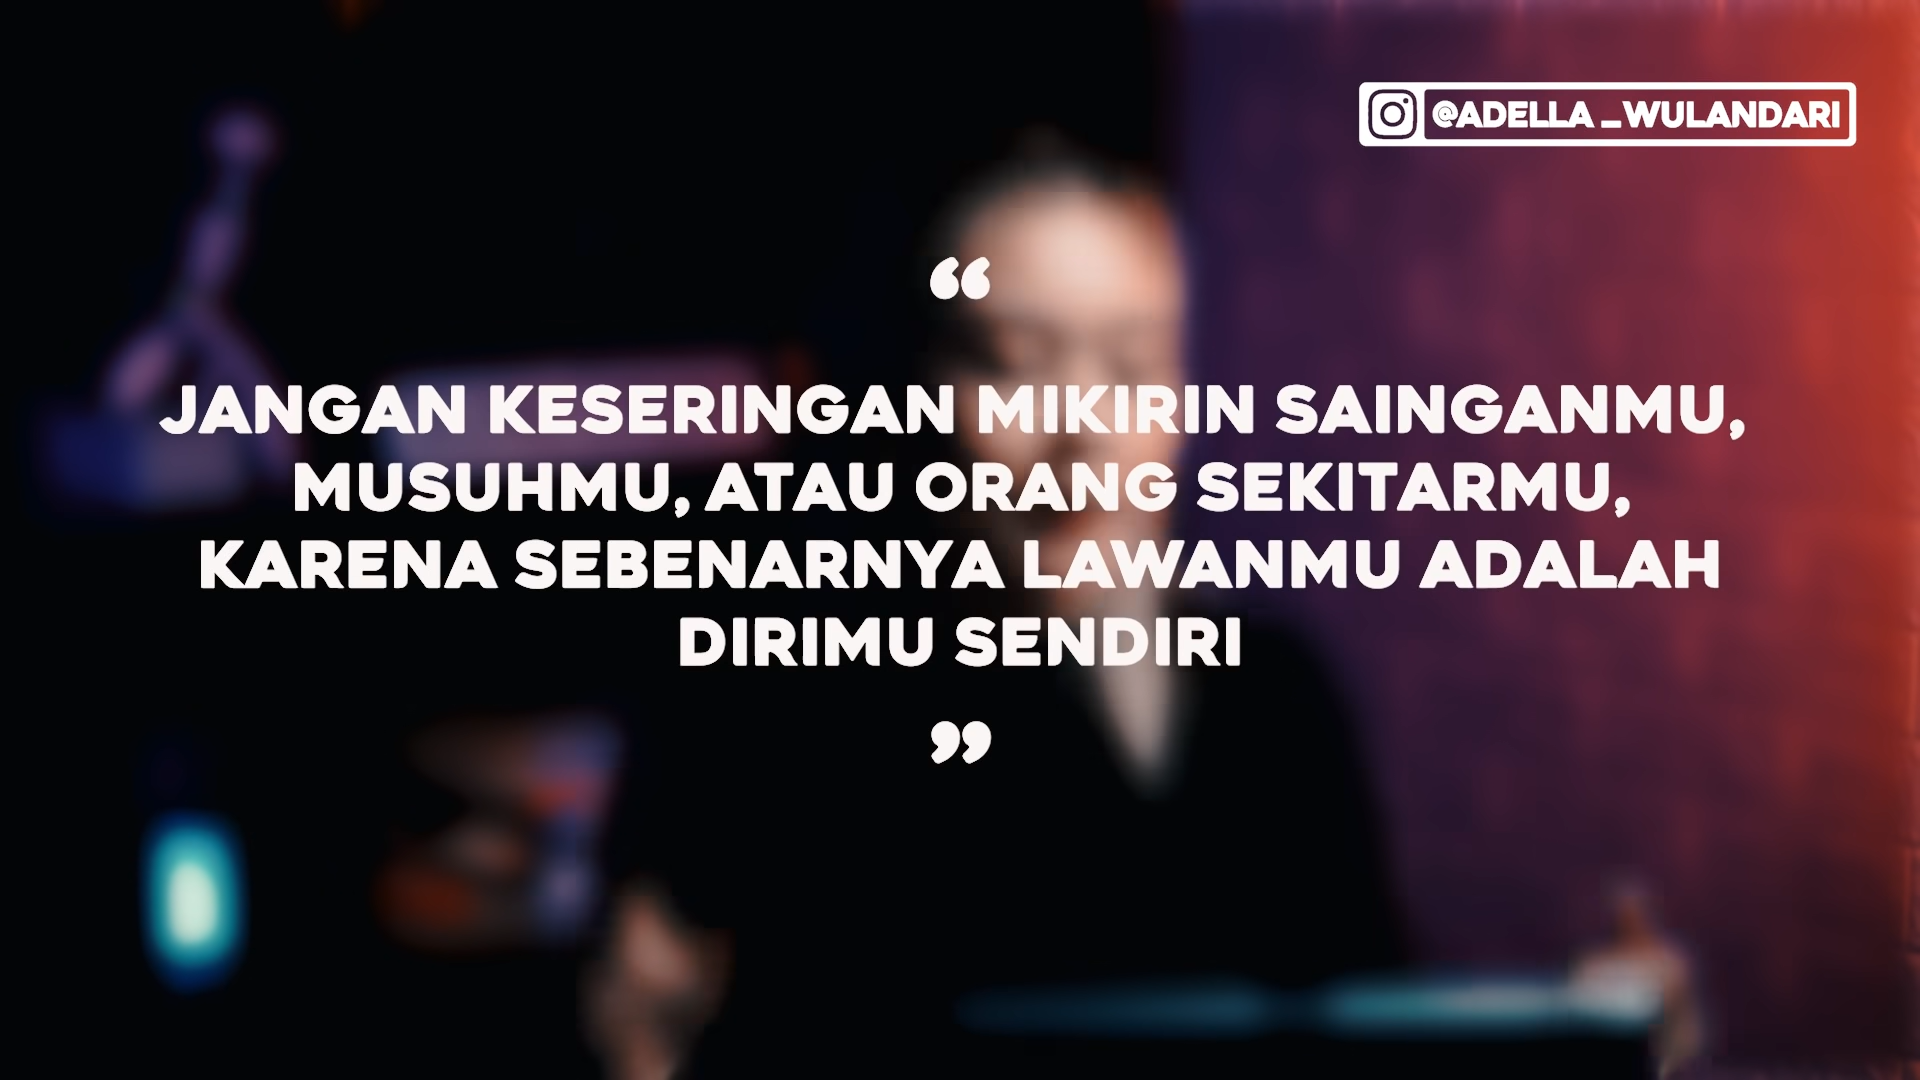 @ADELLA_WULANDARI
“
JANGAN KESERINGAN MIKIRIN SAINGANMU,
MUSUHMU, ATAU ORANG SEKITARMU,
KARENA SEBENARNYA LAWANMU ADALAH
DIRIMU SENDIRI
”